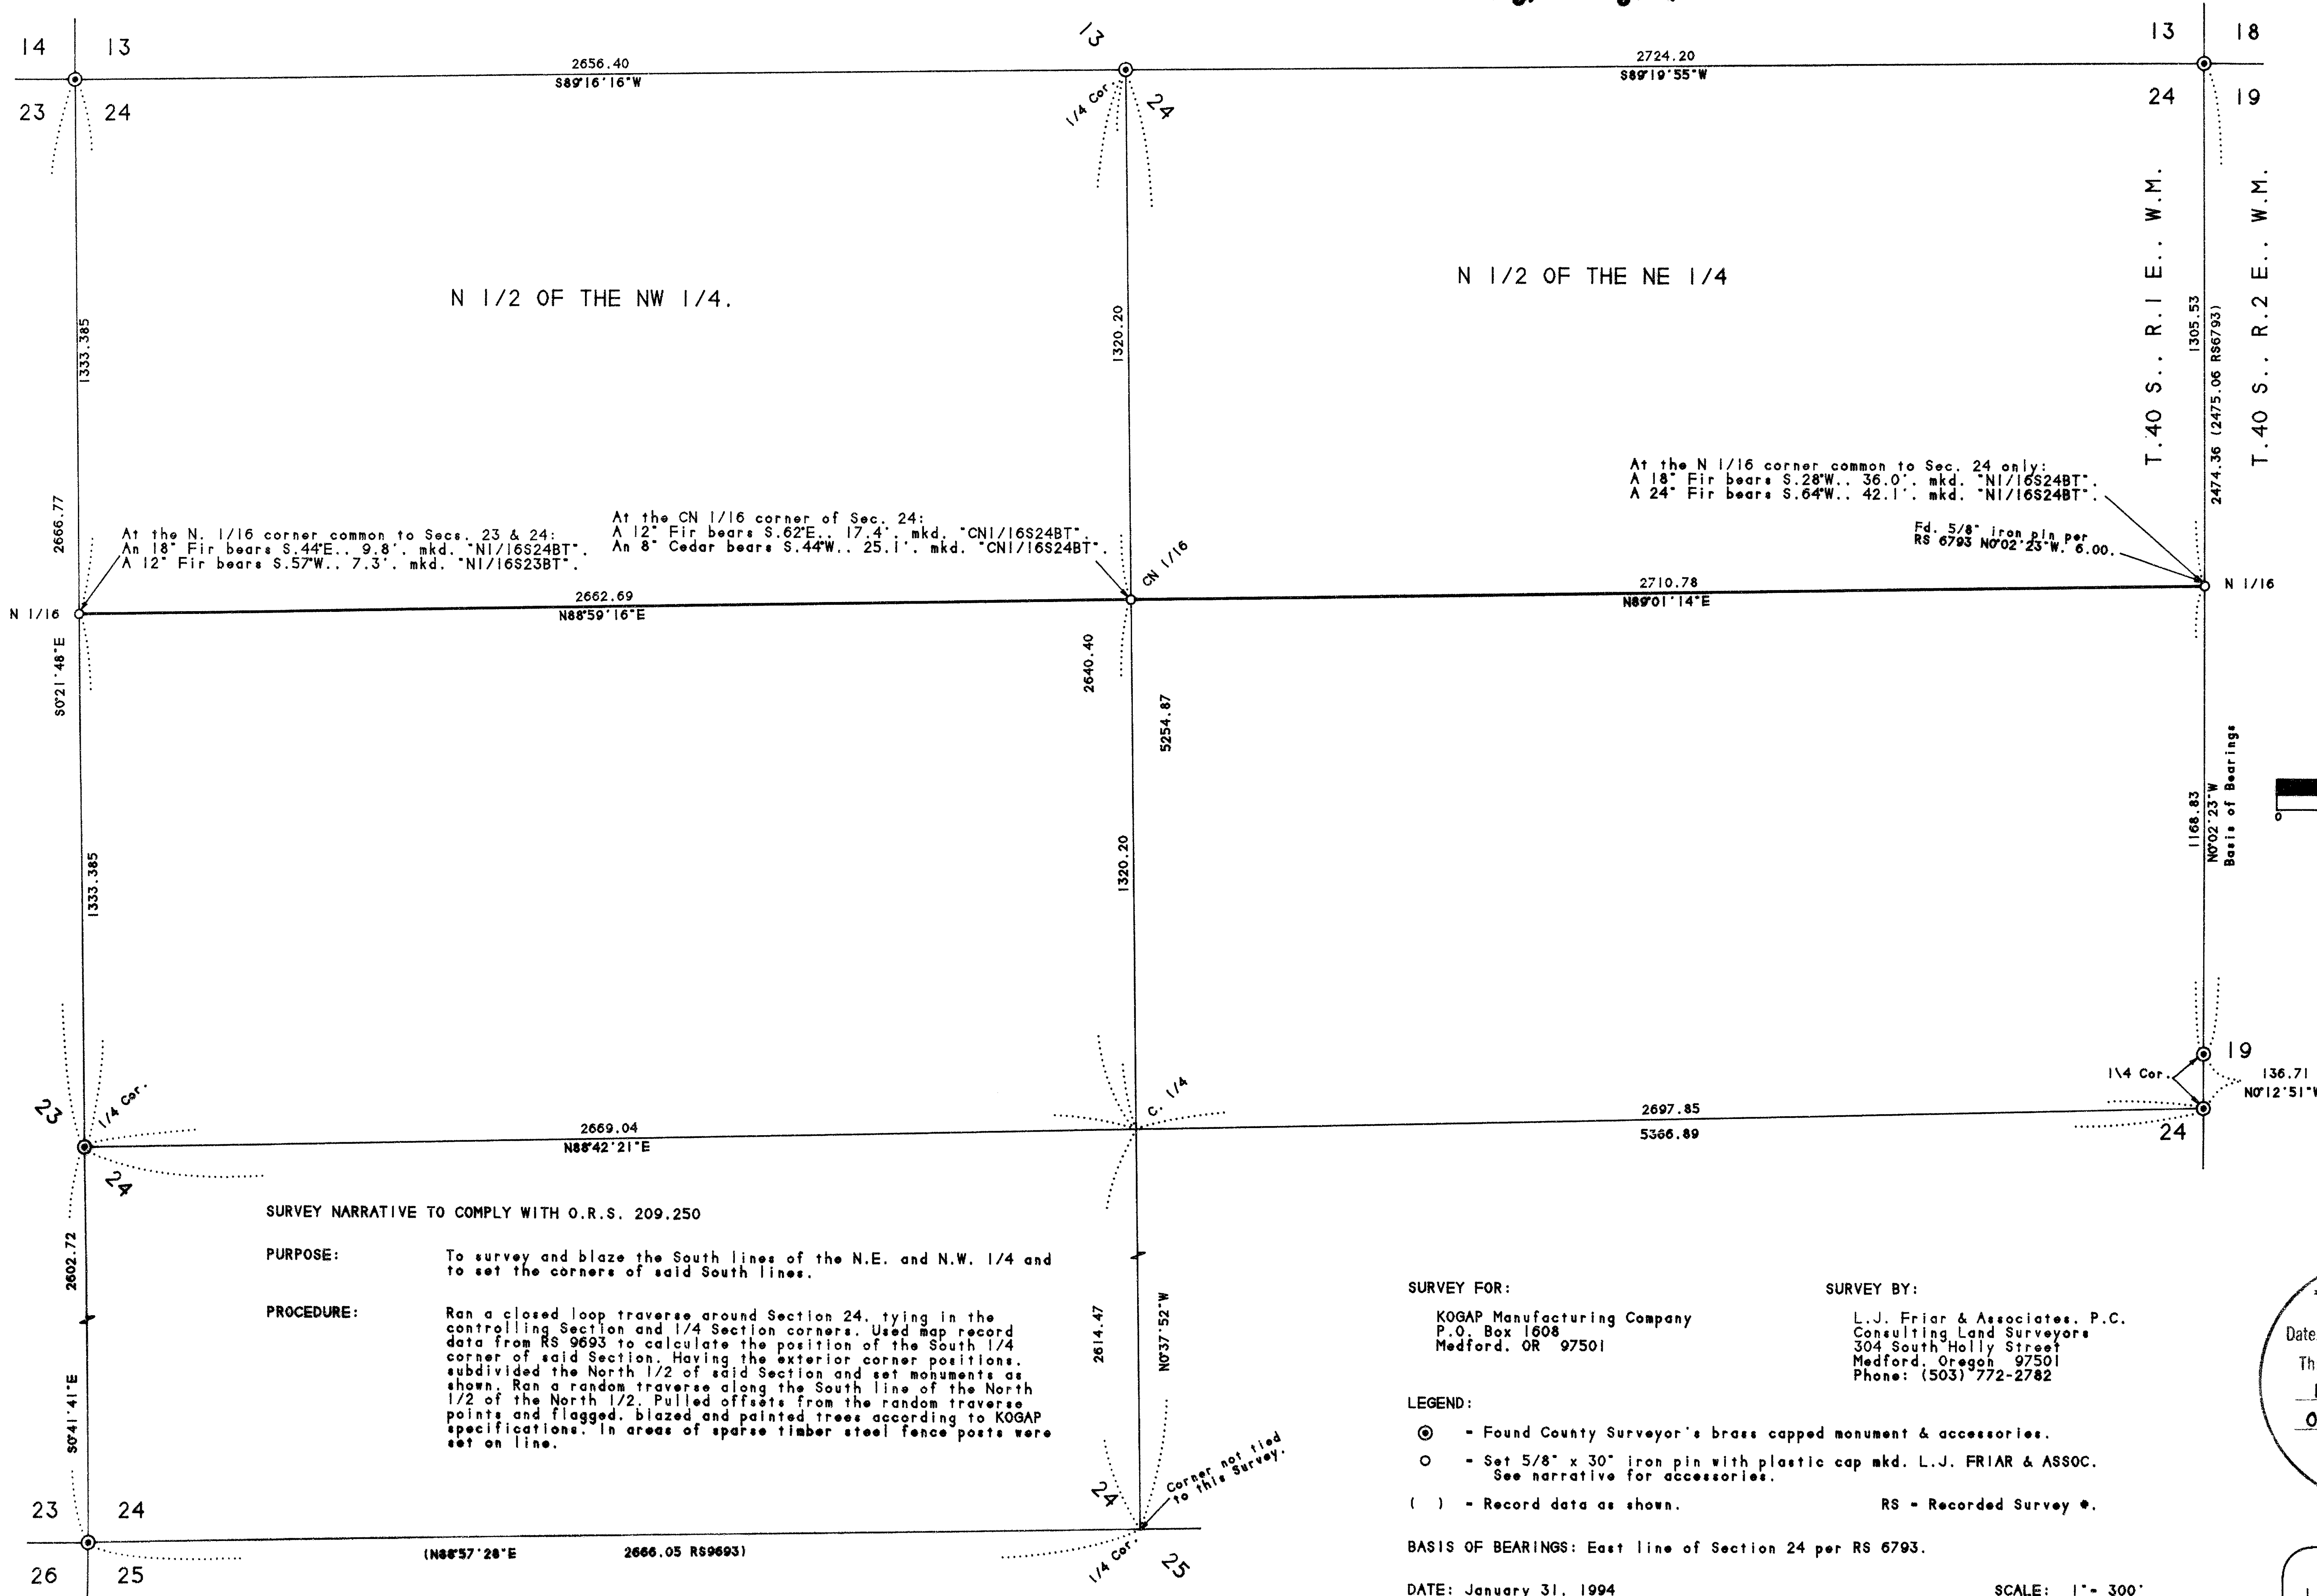 14
13
13
13
18
2656.40
S89°16'16"W
2724.20
S89°19'55"W
23
24
1/4 Cor.
24
24
19
T.40 S., R.1 E., W.M.
T.40 S., R.2 E., W.M.
N 1/2 OF THE NW 1/4.
N 1/2 OF THE NE 1/4
1333.385
1320.20
1305.53
2474.36 (2475.06 RS6793)
2666.77
At the N. 1/16 corner common to Secs. 23 & 24:
An 18" Fir bears S.44°E., 9.8', mkd. "N1/16S24BT".
A 12" Fir bears S.57°W., 7.3', mkd. "N1/16S23BT".
At the CN 1/16 corner of Sec. 24:
A 12" Fir bears S.62°E., 17.4', mkd. "CN1/16S24BT".
An 8" Cedar bears S.44°W., 25.1', mkd. "CN1/16S24BT".
At the N 1/16 corner common to Sec. 24 only:
A 18" Fir bears S.28°W., 36.0', mkd. "N1/16S24BT".
A 24" Fir bears S.64°W., 42.1', mkd. "N1/16S24BT".
Fd. 5/8" iron pin per
RS 6793 N0°02'23"W, 6.00.
CN 1/16
N 1/16
N 1/16
2662.69
N88°59'16"E
2710.78
N89°01'14"E
S0°21'48"E
2640.40
5254.87
1333.385
1320.20
1168.83
N0°02'23"W
Basis of Bearings
0
23
1/4 Cor.
24
C. 1/4
2669.04
N88°42'21"E
2697.85
5366.89
1\4 Cor.
19
136.71
N0°12'51"W
24
2602.72
S0°41'41"E
SURVEY NARRATIVE TO COMPLY WITH O.R.S. 209.250
PURPOSE:
To survey and blaze the South lines of the N.E. and N.W. 1/4 and
to set the corners of said South lines.
PROCEDURE:
Ran a closed loop traverse around Section 24, tying in the
controlling Section and 1/4 Section corners. Used map record
data from RS 9693 to calculate the position of the South 1/4
corner of said Section. Having the exterior corner positions,
subdivided the North 1/2 of said Section and set monuments as
shown. Ran a random traverse along the South line of the North
1/2 of the North 1/2. Pulled offsets from the random traverse
points and flagged, blazed and painted trees according to KOGAP
specifications. In areas of sparse timber steel fence posts were
set on line.
2614.47
N0°37'52"W
Corner not tied
to this Survey.
24
1/4 Cor.
25
23
24
26
25
(N88°57'28"E 2666.05 RS9693)
SURVEY FOR:
KOGAP Manufacturing Company
P.O. Box 1608
Medford, OR 97501
SURVEY BY:
L.J. Friar & Associates, P.C.
Consulting Land Surveyors
304 South Holly Street
Medford, Oregon 97501
Phone: (503) 772-2782
LEGEND:
= Found County Surveyor's brass capped monument & accessories.
= Set 5/8" x 30" iron pin with plastic cap mkd. L.J. FRIAR & ASSOC.
See narrative for accessories.
( ) = Record data as shown.
RS = Recorded Survey #.
BASIS OF BEARINGS: East line of Section 24 per RS 6793.
DATE: January 31, 1994
SCALE: 1"= 300'
Date